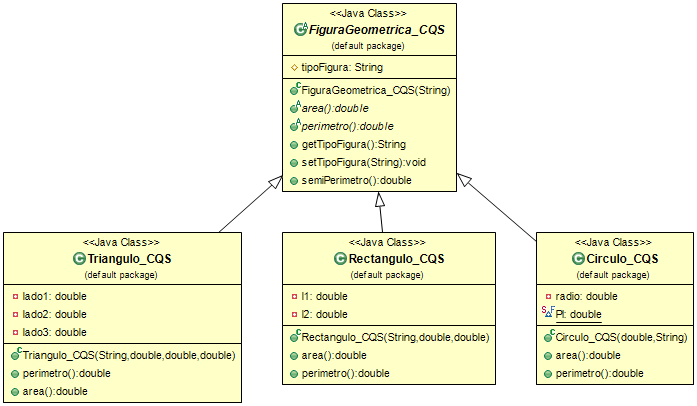 <<Java Class>>
FiguraGeometrica_CQS
(default package)
tipoFigura: String
FiguraGeometrica_CQS(String)
area():double
perimetro():double
getTipoFigura():String
setTipoFigura(String):void
semiPerimetro():double
<<Java Class>>
Triangulo_CQS
(default package)
lado1: double
lado2: double
lado3: double
Triangulo_CQS(String,double,double,double)
perimetro():double
area():double
<<Java Class>>
Rectangulo_CQS
(default package)
l1: double
l2: double
Rectangulo_CQS(String,double,double)
area():double
perimetro():double
<<Java Class>>
Circulo_CQS
(default package)
radio: double
PI: double
Circulo_CQS(double,String)
area():double
perimetro():double